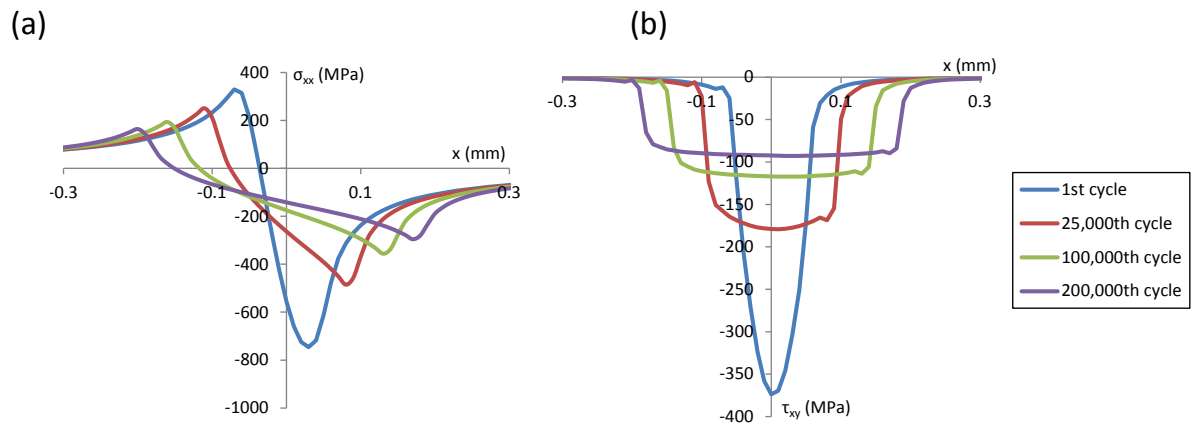 (a)
(b)
σxx (MPa)
400
200
0
-200
-400
-600
-800
-1000
-0.3
-0.1
0.1
0.3
x (mm)
x (mm)
0
-50
-100
-150
-200
-250
-300
-350
-400
-0.3
-0.1
0.1
0.3
τxy (MPa)
1st cycle
25,000th cycle
100,000th cycle
200,000th cycle